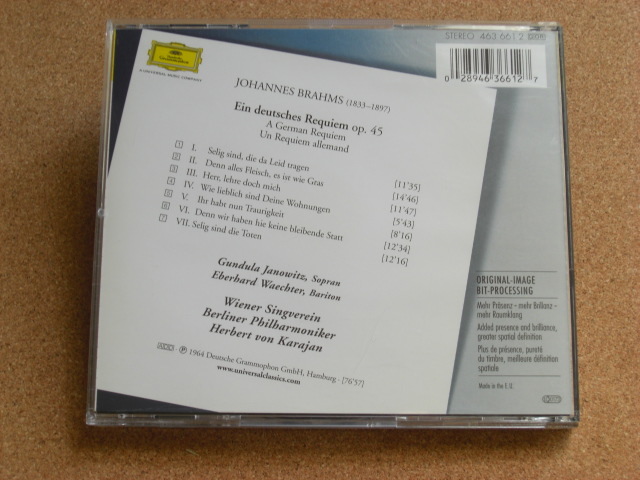 STEREO 463 661 2
Deutsche Grammophon
A UNIVERSAL MUSIC COMPANY
0 28946 36612 7
JOHANNES BRAHMS (1833–1897)
Ein deutsches Requiem op. 45
A German Requiem
Un Requiem allemand
1 I. Selig sind, die da Leid tragen [11'35]
2 II. Denn alles Fleisch, es ist wie Gras [14'46]
3 III. Herr, lehre doch mich [11'47]
4 IV. Wie lieblich sind Deine Wohnungen [5'43]
5 V. Ihr habt nun Traurigkeit [8'16]
6 VI. Denn wir haben hie keine bleibende Statt [12'34]
7 VII. Selig sind die Toten [12'16]
Gundula Janowitz, Sopran
Eberhard Waechter, Bariton
Wiener Singverein
Berliner Philharmoniker
Herbert von Karajan
ADD ℗ 1964 Deutsche Grammophon GmbH, Hamburg · [76'57]
www.universalclassics.com
ORIGINAL-IMAGE
BIT-PROCESSING
Mehr Präsenz – mehr Brillanz –
mehr Raumklang
Added presence and brilliance,
greater spatial definition
Plus de présence, pureté
du timbre, meilleure définition
spatiale
Made in the E.U.